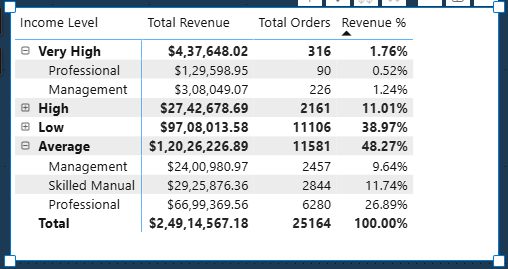 Income Level Total Revenue Total Orders Revenue %
Very High $4,37,648.02 316 1.76%
Professional $1,29,598.95 90 0.52%
Management $3,08,049.07 226 1.24%
High $27,42,678.69 2161 11.01%
Low $97,08,013.58 11106 38.97%
Average $1,20,26,226.89 11581 48.27%
Management $24,00,980.97 2457 9.64%
Skilled Manual $29,25,876.36 2844 11.74%
Professional $66,99,369.56 6280 26.89%
Total $2,49,14,567.18 25164 100.00%